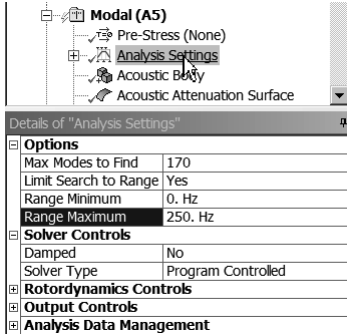 Modal (A5)
Pre-Stress (None)
Analysis Settings
Acoustic Body
Acoustic Attenuation Surface
Details of "Analysis Settings"
Options
Max Modes to Find 170
Limit Search to Range Yes
Range Minimum 0. Hz
Range Maximum 250. Hz
Solver Controls
Damped No
Solver Type Program Controlled
Rotordynamics Controls
Output Controls
Analysis Data Management